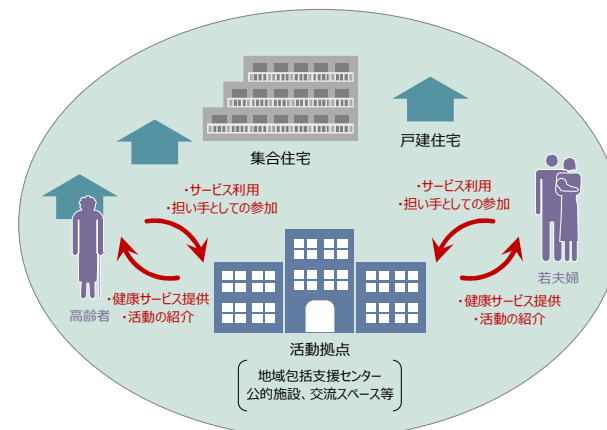 集合住宅
戸建住宅
・サービス利用
・担い手としての参加
・サービス利用
・担い手としての参加
高齢者
・健康サービス提供
・活動の紹介
若夫婦
・健康サービス提供
・活動の紹介
活動拠点
地域包括支援センター
公的施設、交流スペース等